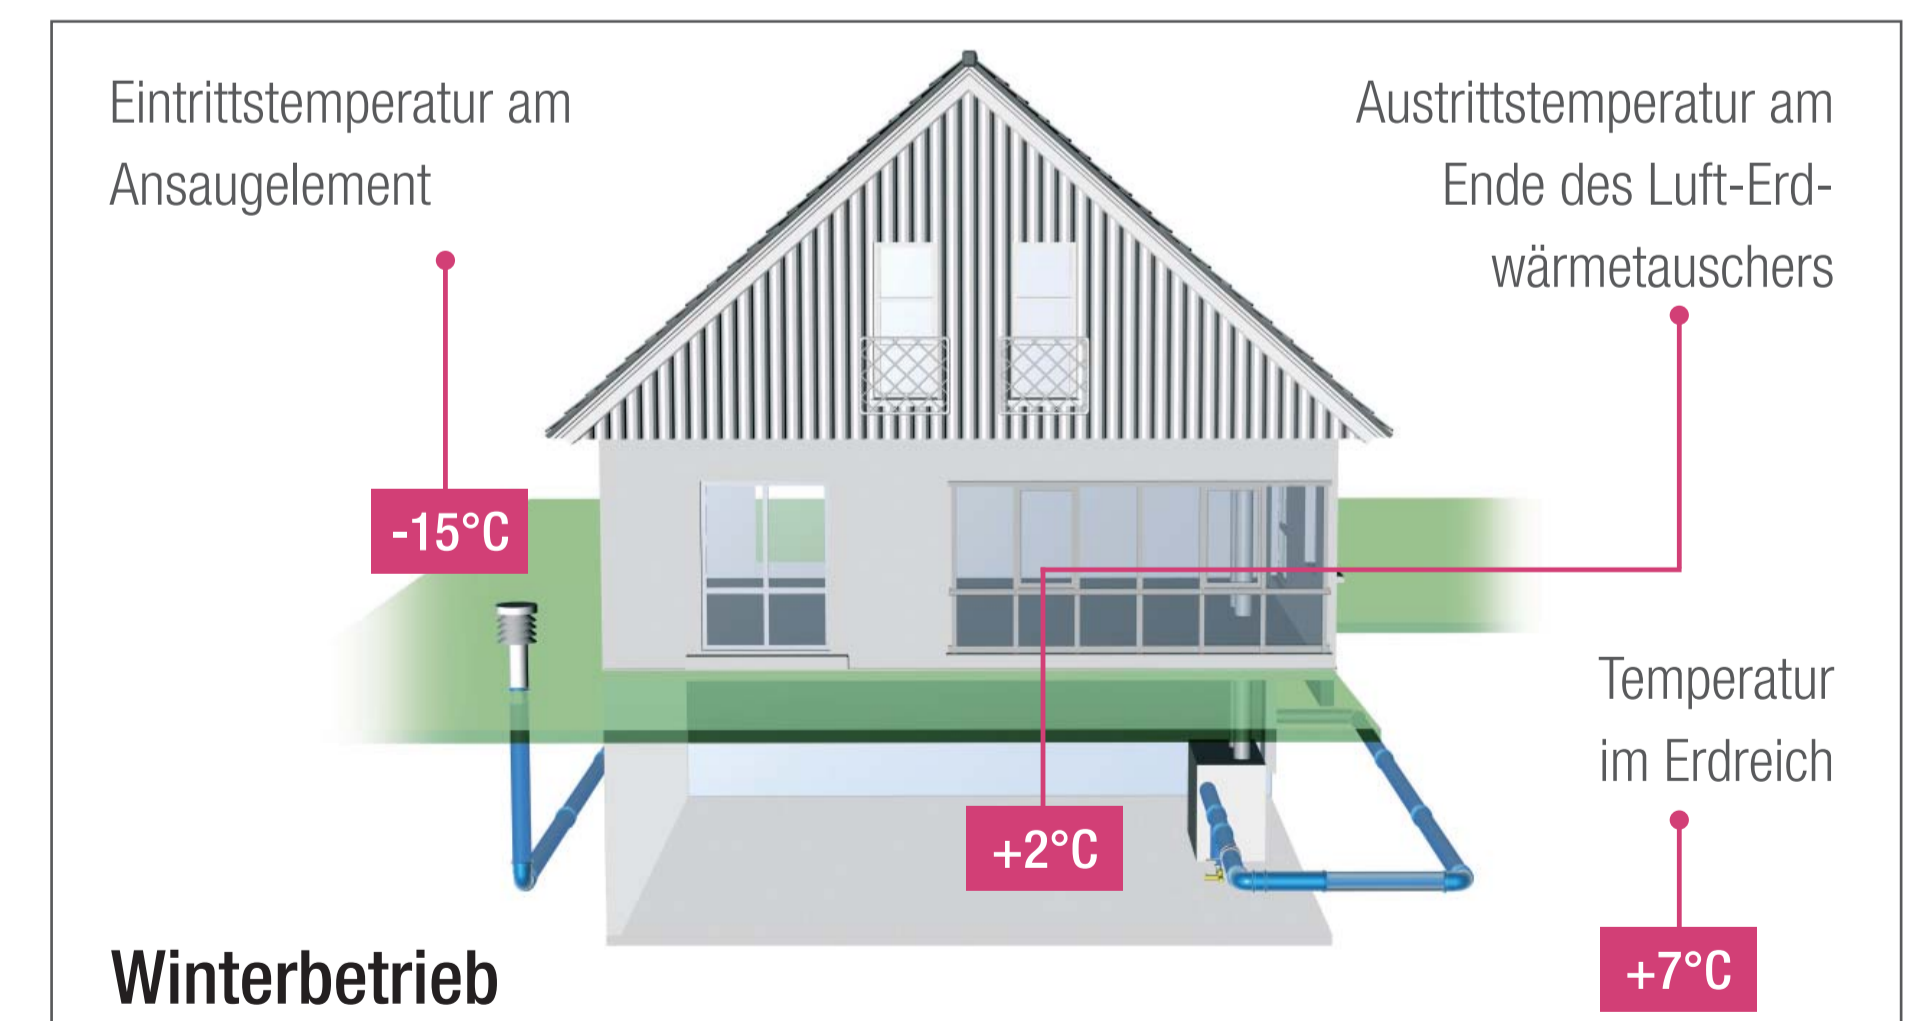 Eintrittstemperatur am
Ansaugelement
-15°C
Austrittstemperatur am
Ende des Luft-Erd-
wärmetauschers
+2°C
Temperatur
im Erdreich
+7°C
Winterbetrieb